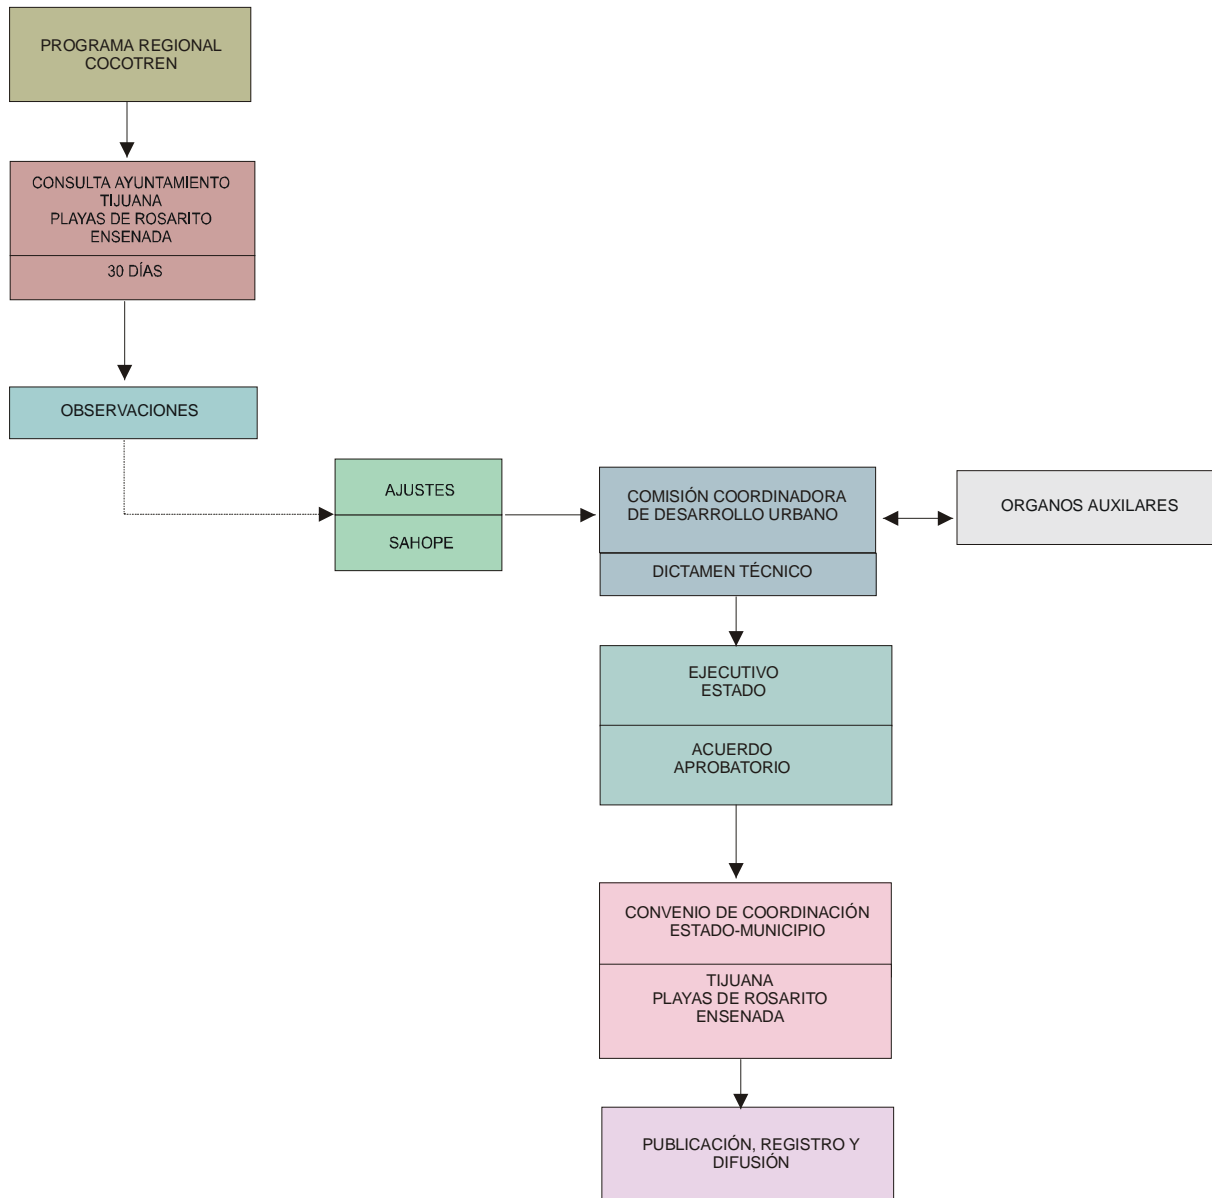 PROGRAMA REGIONAL
COCOTREN
CONSULTA AYUNTAMIENTO
TIJUANA
PLAYAS DE ROSARITO
ENSENADA
30 DÍAS
OBSERVACIONES
AJUSTES
SAHOPE
COMISIÓN COORDINADORA
DE DESARROLLO URBANO
DICTAMEN TÉCNICO
ORGANOS AUXILARES
EJECUTIVO
ESTADO
ACUERDO
APROBATORIO
CONVENIO DE COORDINACIÓN
ESTADO-MUNICIPIO
TIJUANA
PLAYAS DE ROSARITO
ENSENADA
PUBLICACIÓN, REGISTRO Y
DIFUSIÓN